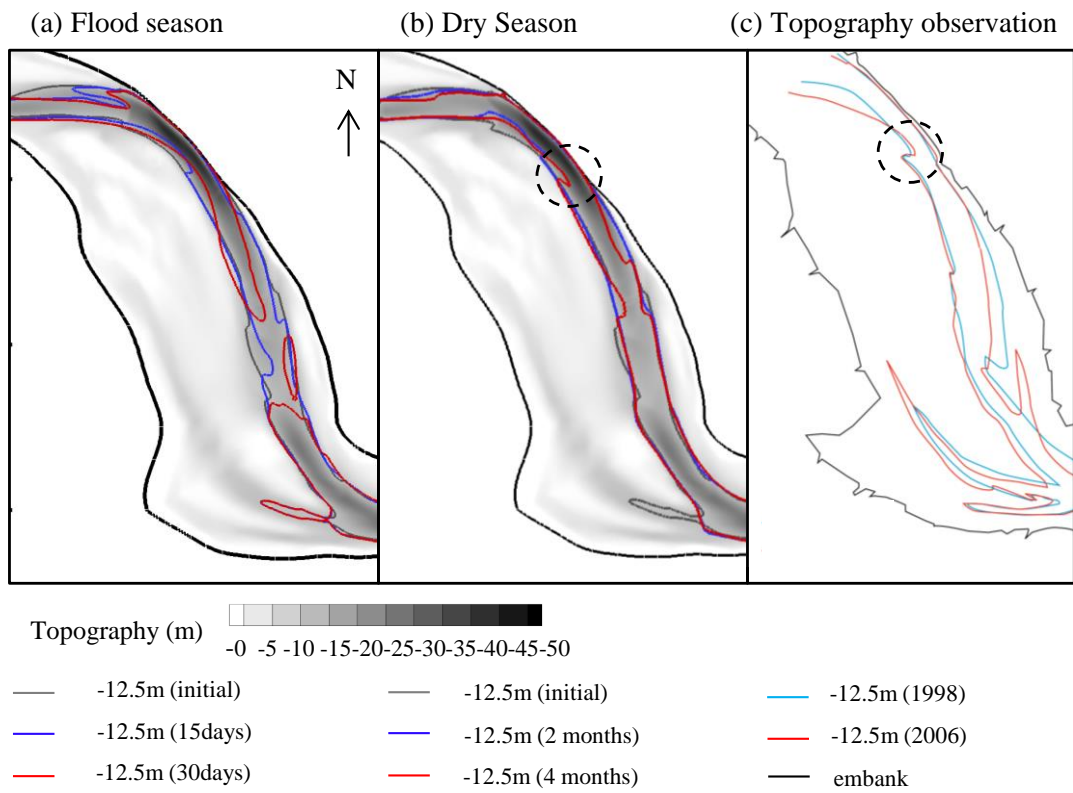 (a) Flood season
(b) Dry Season
(c) Topography observation
N
Topography (m)
-0 -5 -10 -15-20-25-30-35-40-45-50
-12.5m (initial)
-12.5m (15days)
-12.5m (30days)
-12.5m (initial)
-12.5m (2 months)
-12.5m (4 months)
-12.5m (1998)
-12.5m (2006)
embank